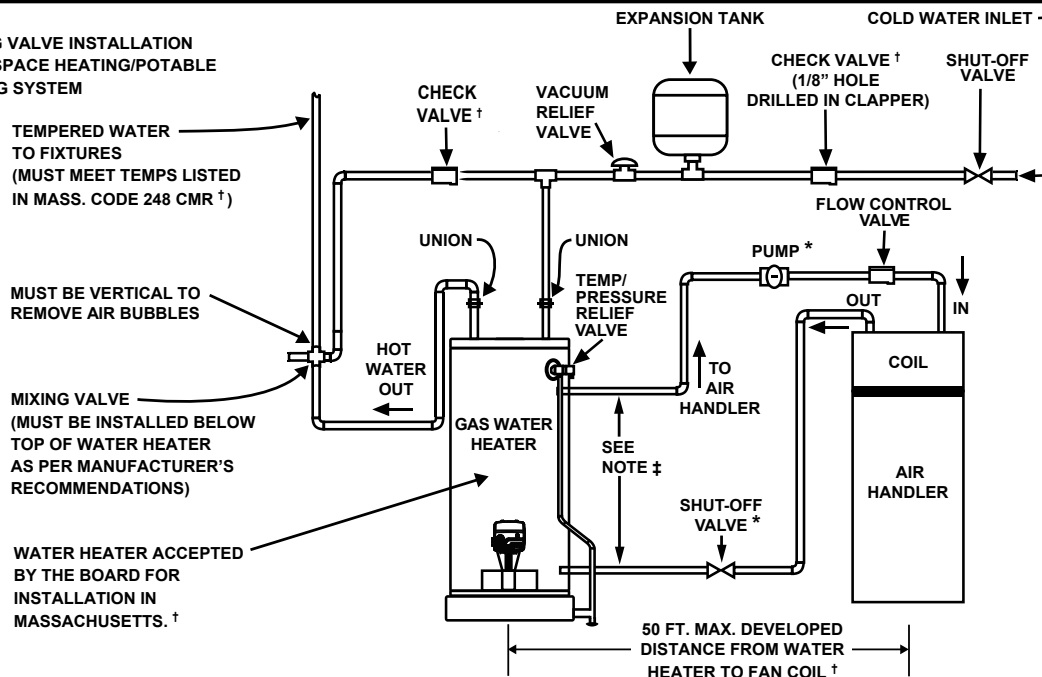 G VALVE INSTALLATION
SPACE HEATING/POTABLE
G SYSTEM
EXPANSION TANK
COLD WATER INLET
TEMPERED WATER
TO FIXTURES
(MUST MEET TEMPS LISTED
IN MASS. CODE 248 CMR †)
CHECK
VALVE †
VACUUM
RELIEF
VALVE
CHECK VALVE †
(1/8” HOLE
DRILLED IN CLAPPER)
SHUT-OFF
VALVE
FLOW CONTROL
VALVE
UNION
UNION
PUMP *
TEMP/
PRESSURE
RELIEF
VALVE
OUT
IN
MUST BE VERTICAL TO
REMOVE AIR BUBBLES
HOT
WATER
OUT
TO
AIR
HANDLER
COIL
MIXING VALVE
(MUST BE INSTALLED BELOW
TOP OF WATER HEATER
AS PER MANUFACTURER’S
RECOMMENDATIONS)
GAS WATER
HEATER
SEE
NOTE ‡
AIR
HANDLER
SHUT-OFF
VALVE *
WATER HEATER ACCEPTED
BY THE BOARD FOR
INSTALLATION IN
MASSACHUSETTS. †
50 FT. MAX. DEVELOPED
DISTANCE FROM WATER
HEATER TO FAN COIL †